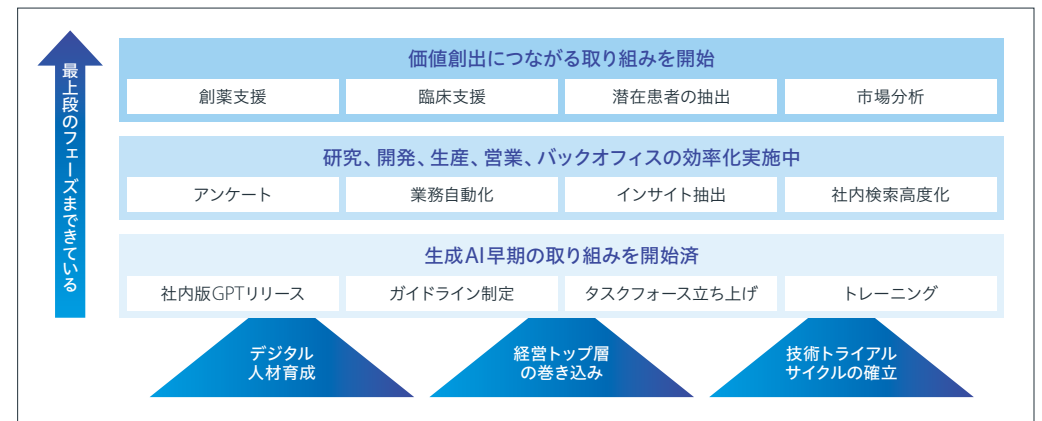 最上段のフェーズまできている
価値創出につながる取り組みを開始
創薬支援
臨床支援
潜在患者の抽出
市場分析
研究、開発、生産、営業、バックオフィスの効率化実施中
アンケート
業務自動化
インサイト抽出
社内検索高度化
生成AI早期の取り組みを開始済
社内版GPTリリース
ガイドライン制定
タスクフォース立ち上げ
トレーニング
デジタル
人材育成
経営トップ層
の巻き込み
技術トライアル
サイクルの確立